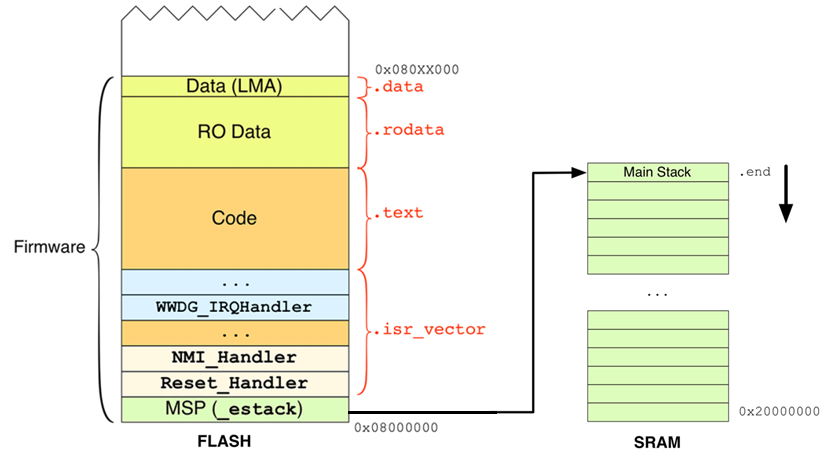 0x080XX000
Data (LMA)
.data
RO Data
.rodata
Main Stack
.end
Code
.text
Firmware
...
WWDG_IRQHandler
...
...
.isr_vector
NMI_Handler
Reset_Handler
MSP (_estack)
0x20000000
0x08000000
FLASH
SRAM